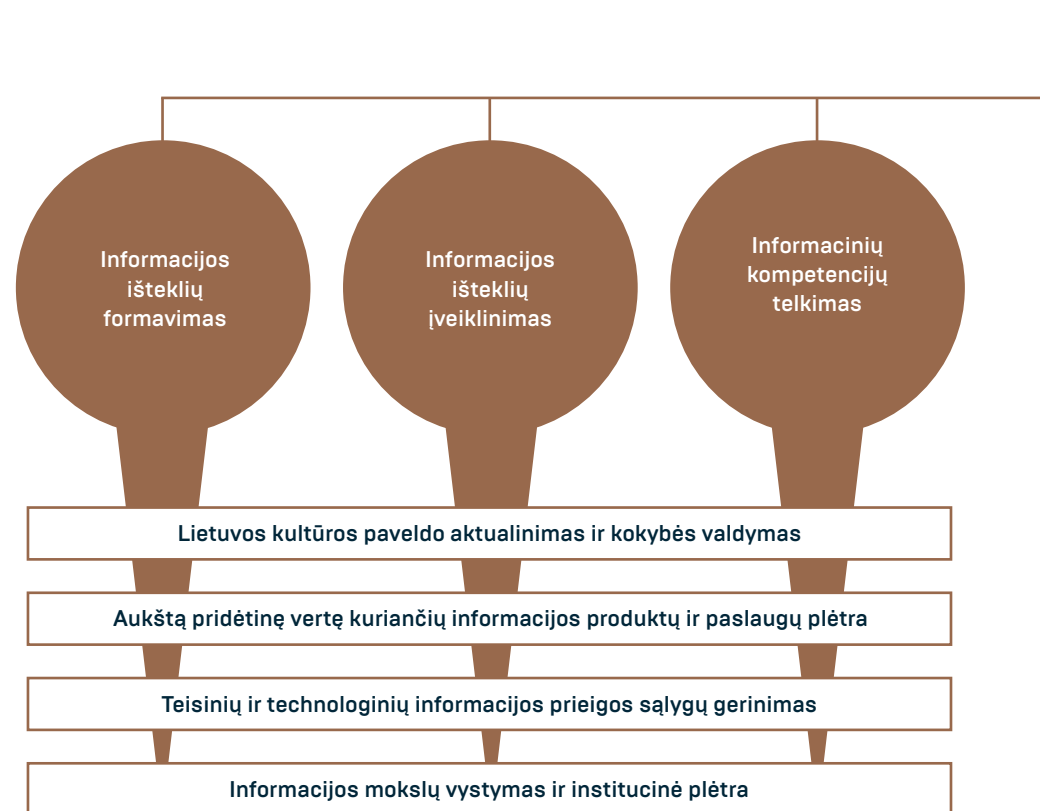 Informacijos
išteklių
formavimas
Informacijos
išteklių
įveiklinimas
Informacinių
kompetencijų
telkimas
Lietuvos kultūros paveldo aktualinimas ir kokybės valdymas
Aukštą pridėtinę vertę kuriančių informacijos produktų ir paslaugų plėtra
Teisinių ir technologinių informacijos prieigos sąlygų gerinimas
Informacijos mokslų vystymas ir institucinė plėtra